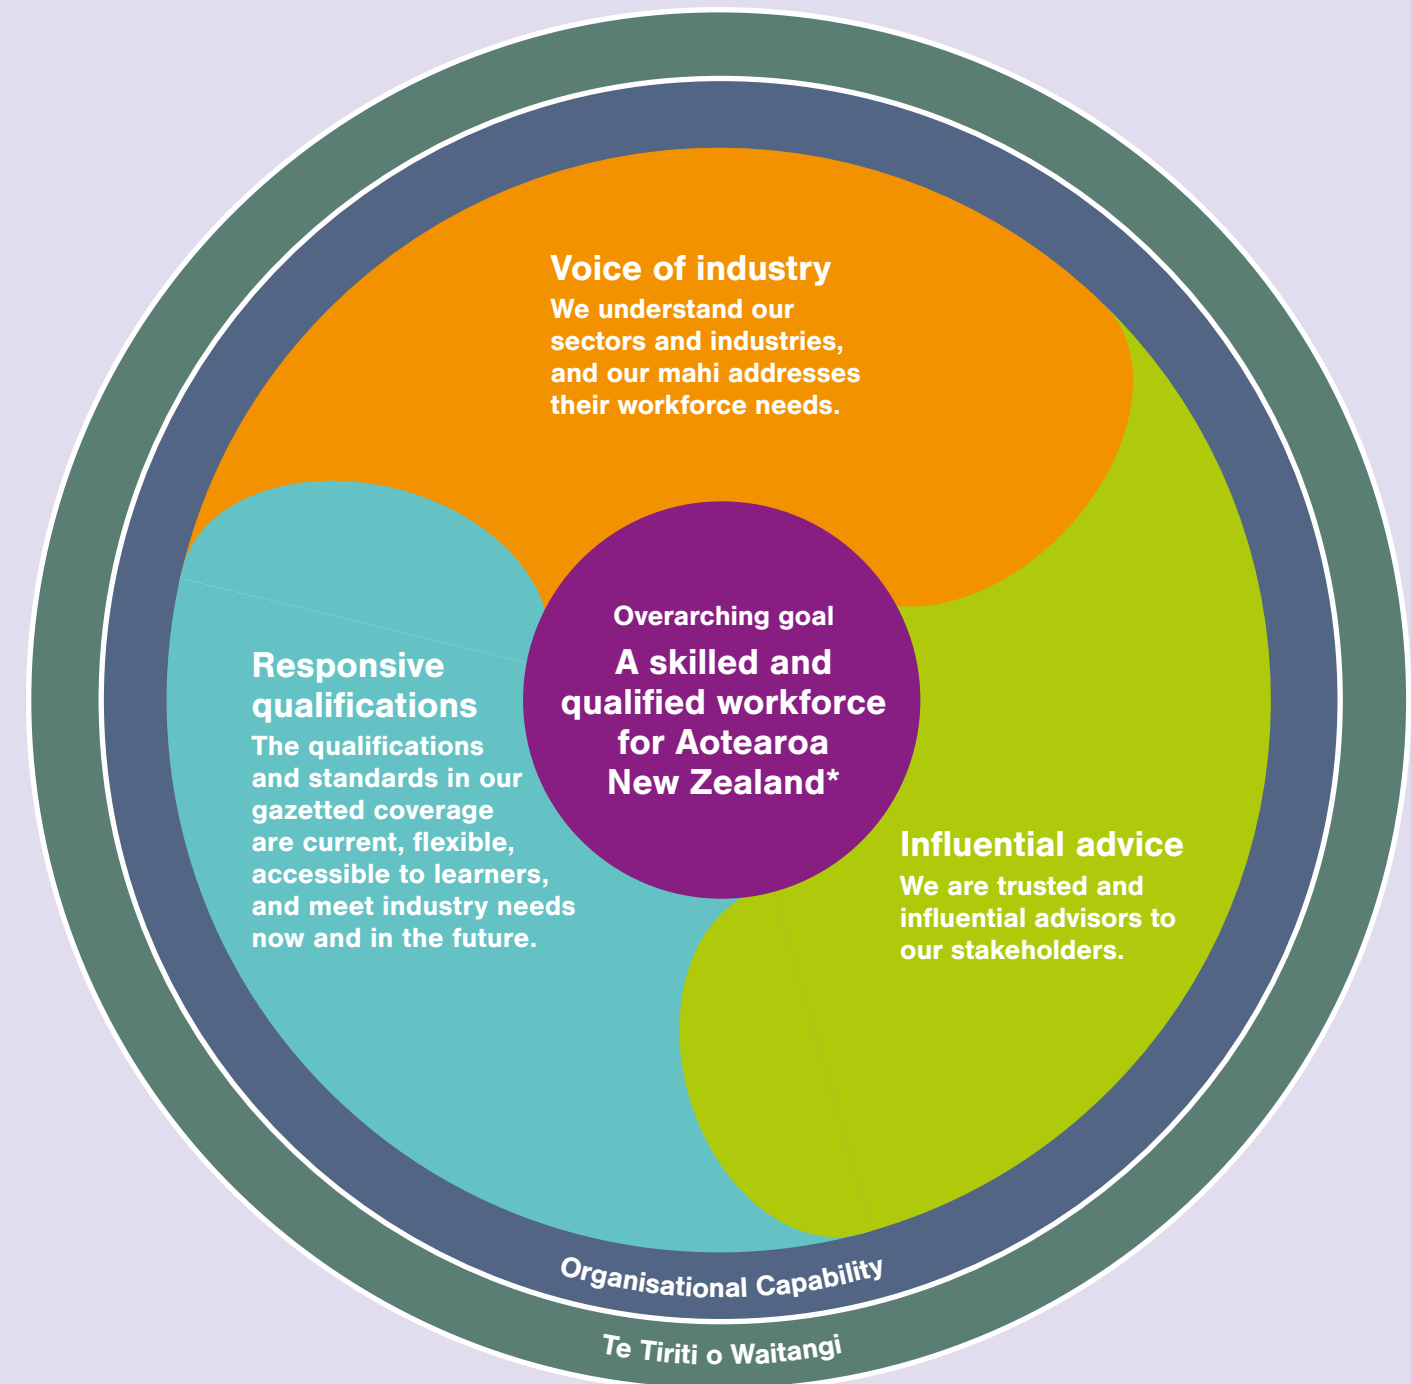 Voice of industry
We understand our
sectors and industries,
and our mahi addresses
their workforce needs.
Overarching goal
A skilled and
qualified workforce
for Aotearoa
New Zealand*
Responsive
qualifications
The qualifications
and standards in our
gazetted coverage
are current, flexible,
accessible to learners,
and meet industry needs
now and in the future.
Influential advice
We are trusted and
influential advisors to
our stakeholders.
Organisational Capability
Te Tiriti o Waitangi